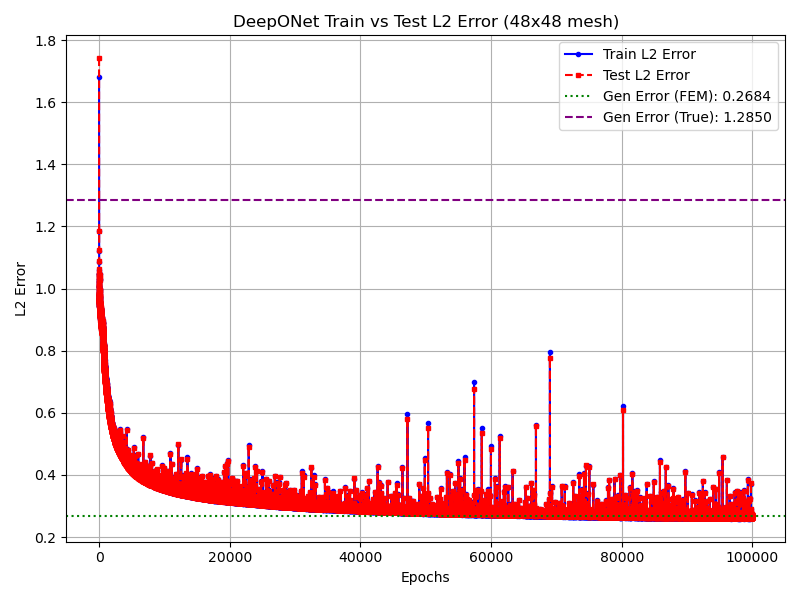 DeepONet Train vs Test L2 Error (48x48 mesh)
1.8
1.6
1.4
1.2
1.0
0.8
0.6
0.4
0.2
L2 Error
Train L2 Error
Test L2 Error
Gen Error (FEM): 0.2684
Gen Error (True): 1.2850
0
20000
40000
60000
80000
100000
Epochs